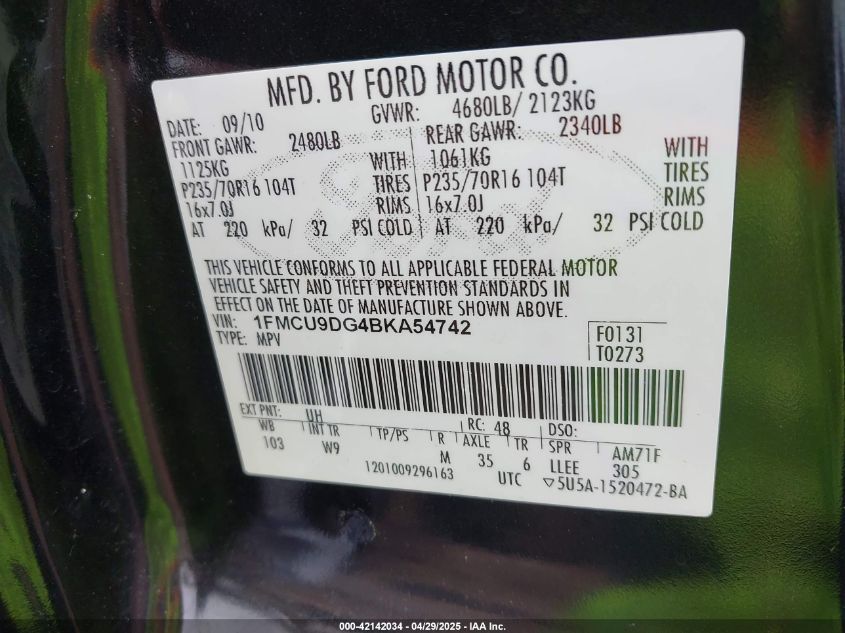 MFD. BY FORD MOTOR CO.
DATE: 09/10 GVWR: 4680LB/ 2123KG
FRONT GAWR: 2480LB REAR GAWR: 2340LB
1125KG WITH 1061KG WITH
P235/70R16 104T TIRES P235/70R16 104T TIRES
16x7.0J RIMS 16x7.0J RIMS
AT 220 kPa/ 32 PSI COLD AT 220 kPa/ 32 PSI COLD
THIS VEHICLE CONFORMS TO ALL APPLICABLE FEDERAL MOTOR
VEHICLE SAFETY AND THEFT PREVENTION STANDARDS IN
EFFECT ON THE DATE OF MANUFACTURE SHOWN ABOVE.
VIN: 1FMCU9DG4BKA54742 F0131
TYPE: MPV T0273
EXT PNT: UH RC: 48 DSO:
WB INT TR TP/PS R AXLE TR SPR AM71F
103 W9 M 35 6 LLEE 305
1201009296163 UTC ▽5U5A-1520472-BA
000-42142034 04/29/2025 IAA Inc.